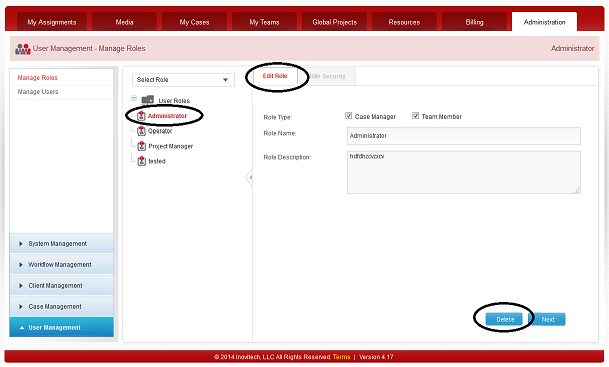 My Assignments Media My Cases My Teams Global Projects Resources Billing Administration
User Management - Manage Roles Administrator
Manage Roles
Manage Users
System Management
Workflow Management
Client Management
Case Management
User Management
Select Role
User Roles
Administrator
Operator
Project Manager
tested
Edit Role Role Security
Role Type: Case Manager Team Member
Role Name: Administrator
Role Description: hdfdhzcvzxcv
Delete Next
© 2014 Inovitech, LLC All Rights Reserved. Terms | Version 4.17